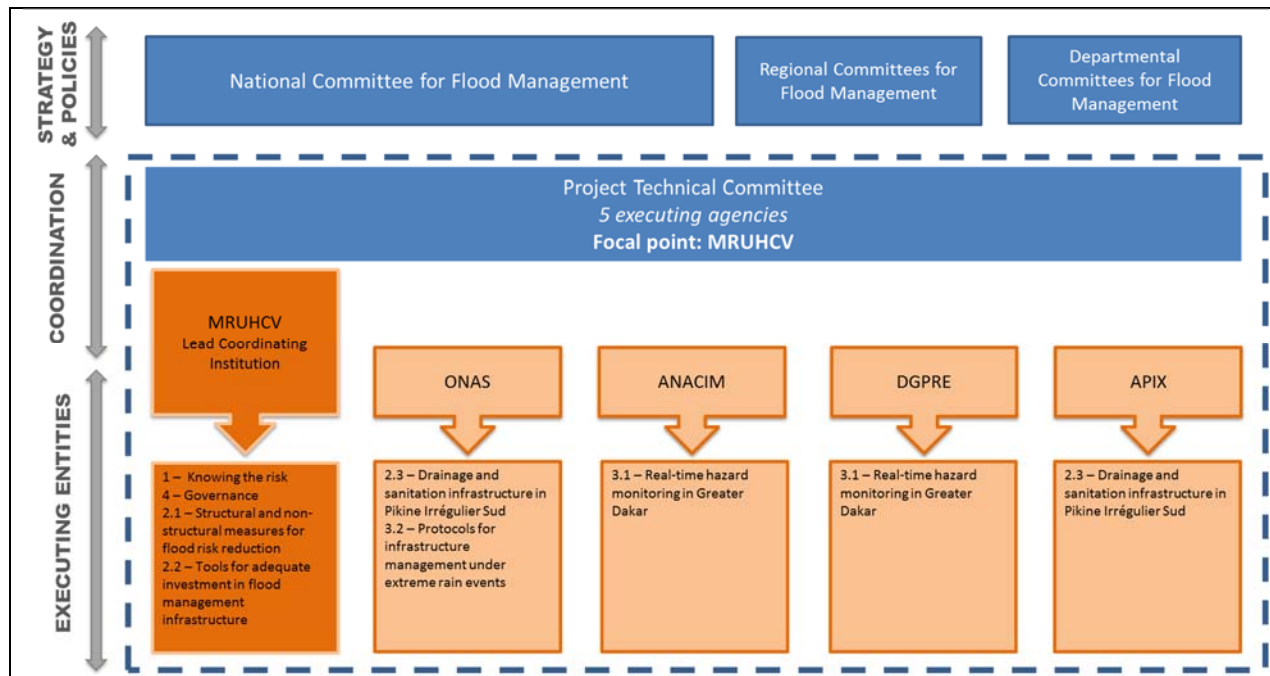 STRATEGY
& POLICIES
National Committee for Flood Management
Regional Committees for
Flood Management
Departmental
Committees for Flood
Management
COORDINATION
Project Technical Committee
5 executing agencies
Focal point: MRUHCV
MRUHCV
Lead Coordinating
Institution
ONAS
ANACIM
DGPRE
APIX
EXECUTING ENTITIES
1 – Knowing the risk
4 – Governance
2.1 – Structural and non-
structural measures for
flood risk reduction
2.2 – Tools for adequate
investment in flood
management
infrastructure
2.3 – Drainage and
sanitation infrastructure in
Pikine Irrégulier Sud
3.2 – Protocols for
infrastructure
management under
extreme rain events
3.1 – Real-time hazard
monitoring in Greater
Dakar
3.1 – Real-time hazard
monitoring in Greater
Dakar
2.3 – Drainage and
sanitation infrastructure in
Pikine Irrégulier Sud